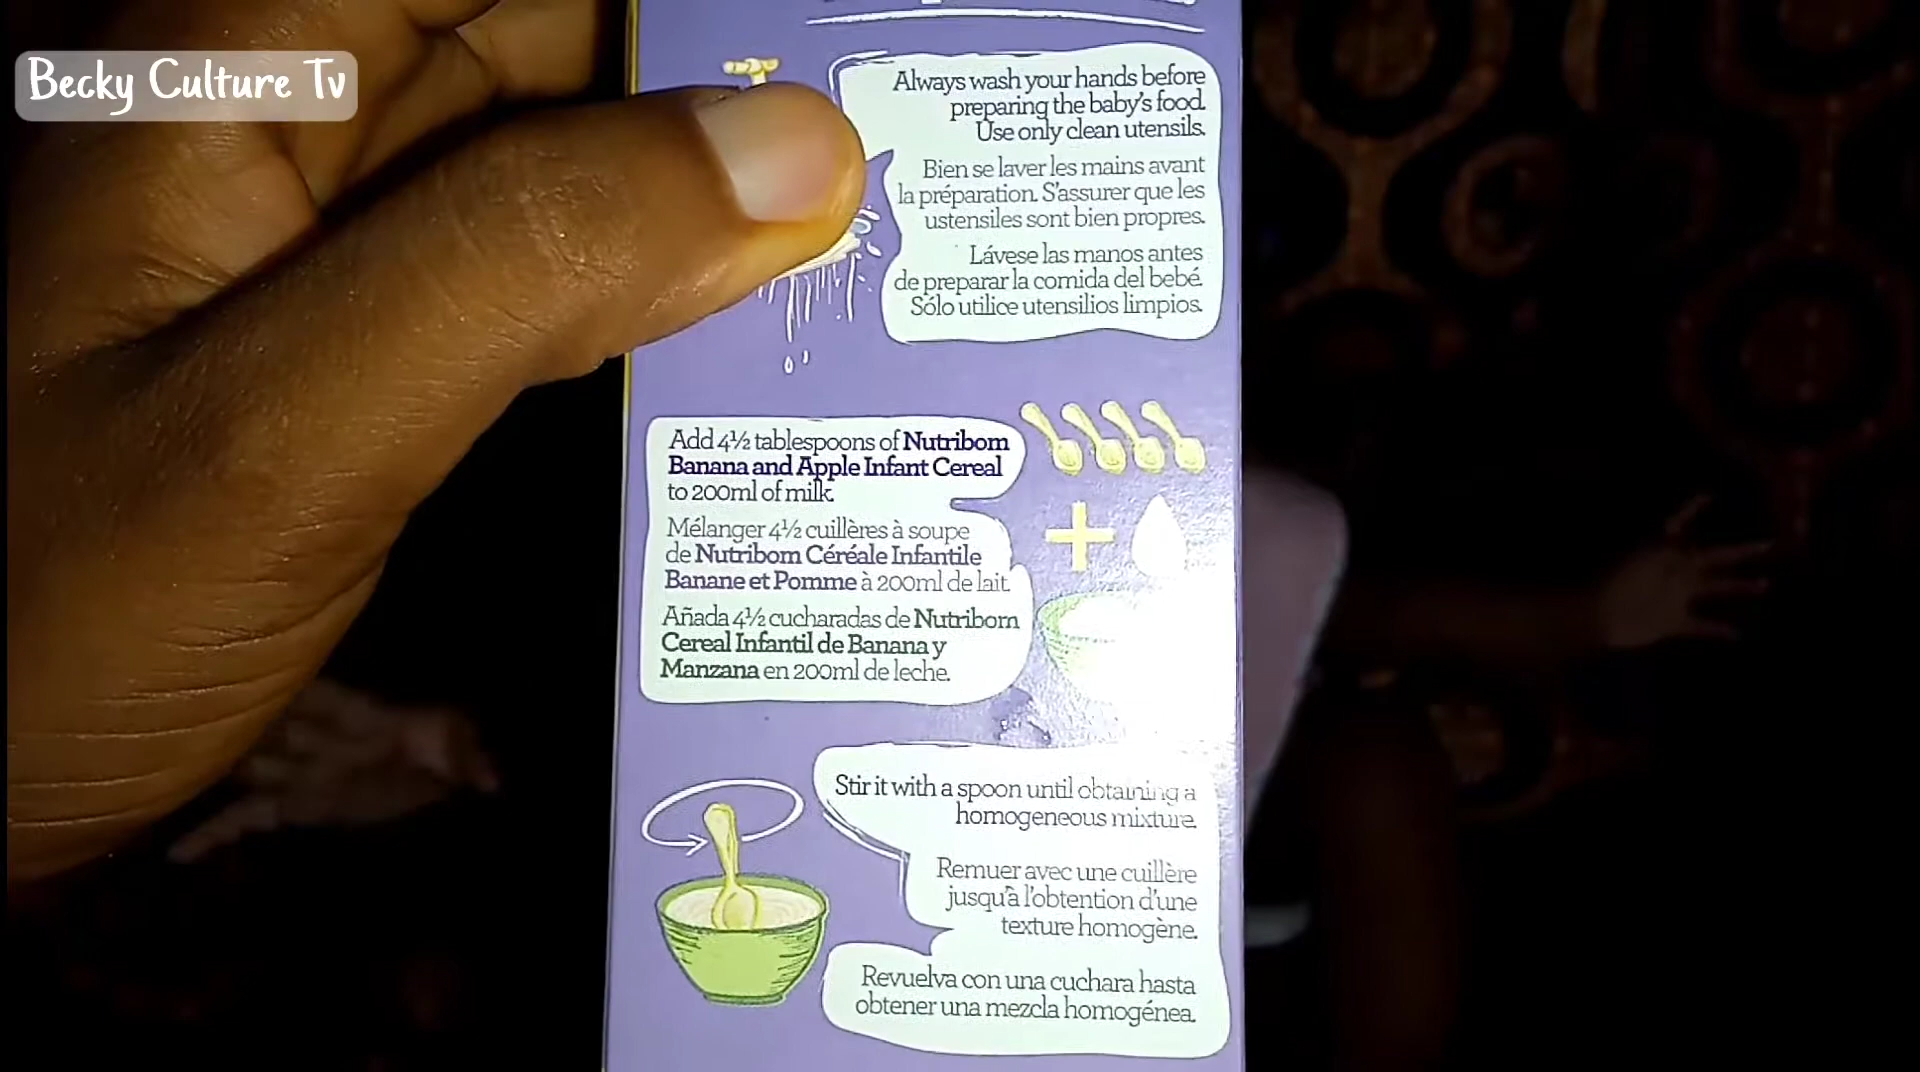 Becky Culture Tv
Always wash your hands before
preparing the baby's food.
Use only clean utensils.
Bien se laver les mains avant
la préparation. S'assurer que les
ustensiles sont bien propres.
Lávese las manos antes
de preparar la comida del bebé.
Sólo utilice utensilios limpios.
Add 4½ tablespoons of Nutribom
Banana and Apple Infant Cereal
to 200ml of milk.
Mélanger 4½ cuillères à soupe
de Nutribom Céréale Infantile
Banane et Pomme à 200ml de lait.
Añada 4½ cucharadas de Nutribom
Cereal Infantil de Banana y
Manzana en 200ml de leche.
Stir it with a spoon until obtaining a
homogeneous mixture.
Remuer avec une cuillère
jusqu'à l'obtention d'une
texture homogène.
Revuelva con una cuchara hasta
obtener una mezcla homogénea.